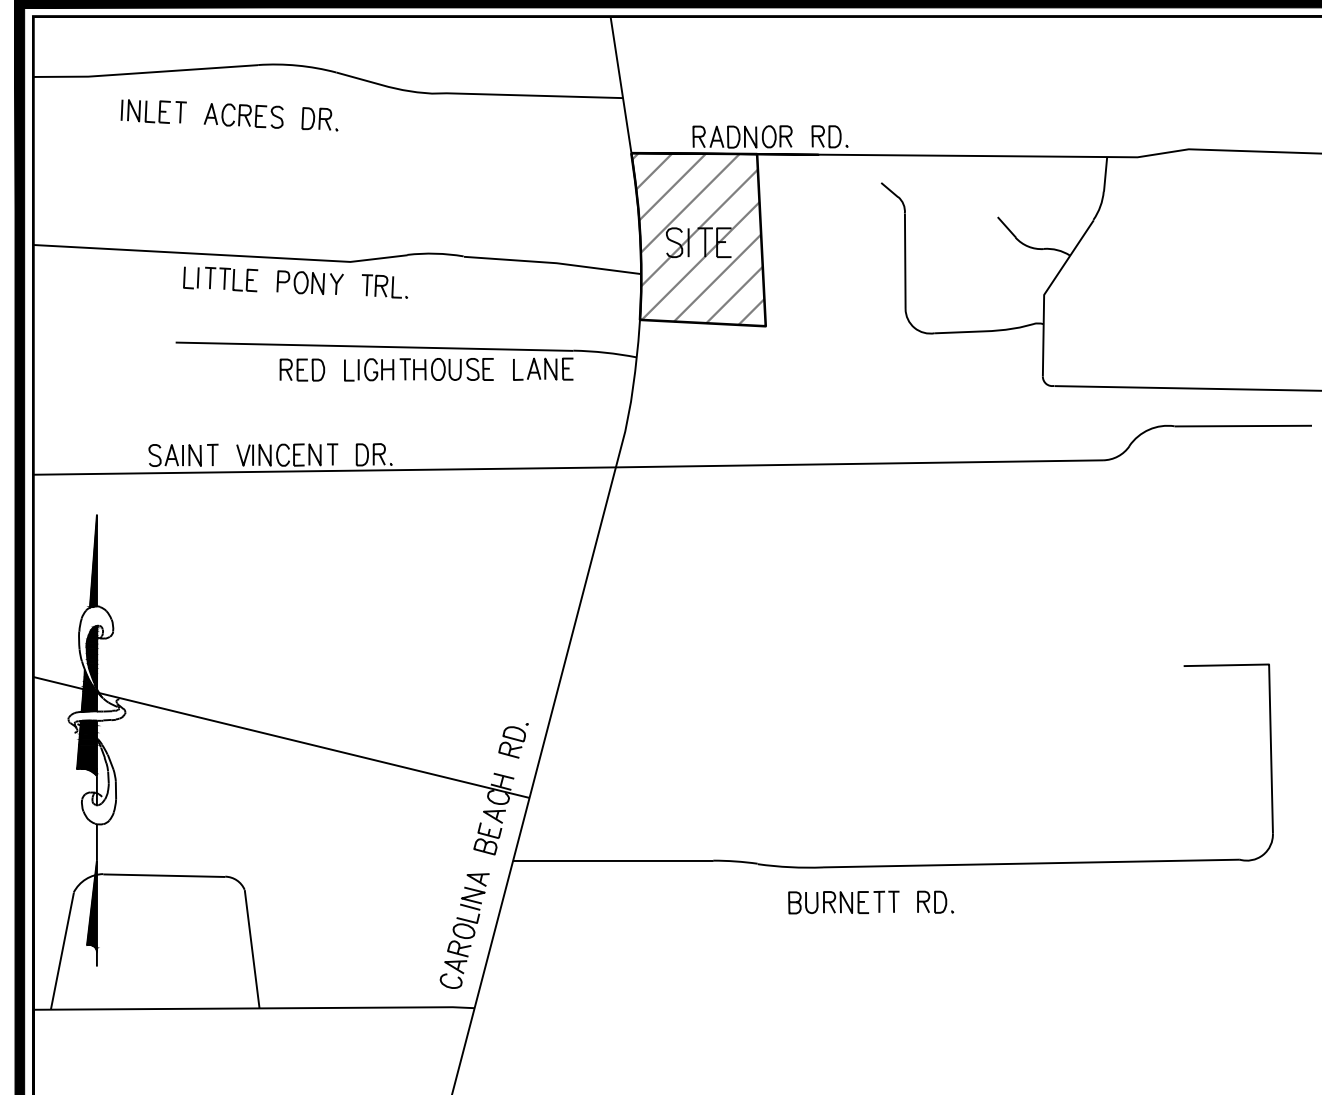 INLET ACRES DR.
RADNOR RD.
SITE
LITTLE PONY TRL.
RED LIGHTHOUSE LANE
SAINT VINCENT DR.
CAROLINA BEACH RD.
BURNETT RD.